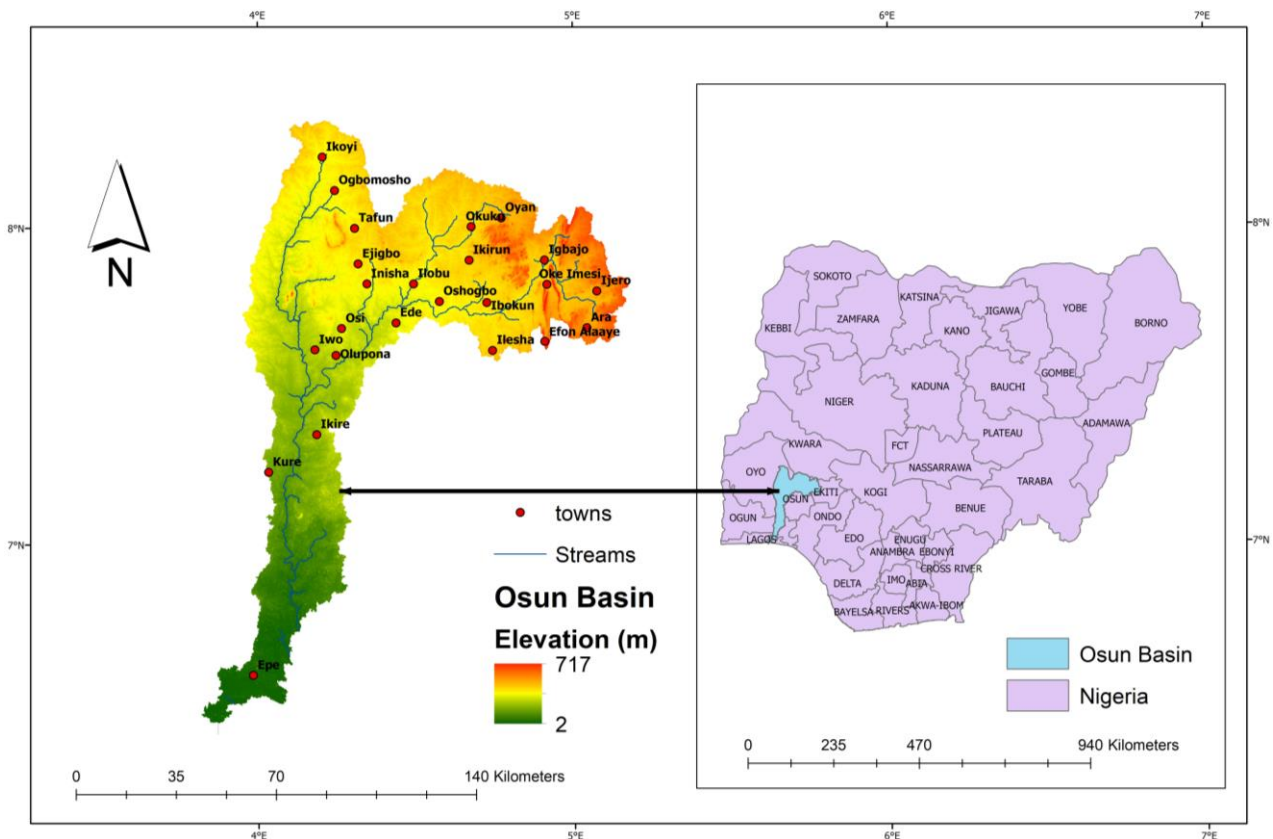 4°E 5°E 6°E 7°E
Ikoyi
Ogbomosho
Oyan
Okuku
Tafun
8°N
8°N
N
Ejigbo
Ikirun
Igbajo
Inisha
Ilobu
Oke Imesi
Ijero
Oshogbo
Ibokun
Osi
Ede
Ara
Efon Alaaye
Iwo
Ilesha
Olupona
Ikire
Kure
7°N
7°N
Epe
towns
Streams
Osun Basin
Elevation (m)
717
2
0 35 70 140 Kilometers
SOKOTO
KATSINA
JIGAWA
YOBE
BORNO
ZAMFARA
KEBBI
KANO
GOMBE
KADUNA
BAUCHI
NIGER
ADAMAWA
PLATEAU
KWARA
FCT
NASSARRAWA
OYO
TARABA
EKITI
KOGI
OSUN
BENUE
OGUN
ONDO
LAGOS
EDO
ENUGU
ANAMBRA
EBONYI
CROSS RIVER
DELTA
IMO
ABIA
AKWA-IBOM
BAYELSA
RIVERS
Osun Basin
Nigeria
0 235 470 940 Kilometers
4°E 5°E 6°E 7°E